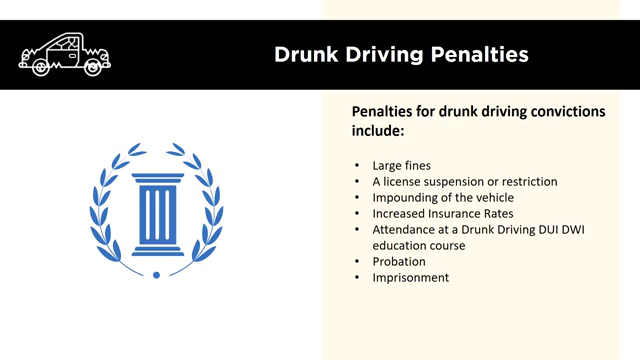 Drunk Driving Penalties
Penalties for drunk driving convictions
include:
• Large fines
• A license suspension or restriction
• Impounding of the vehicle
• Increased Insurance Rates
• Attendance at a Drunk Driving DUI DWI
education course
• Probation
• Imprisonment